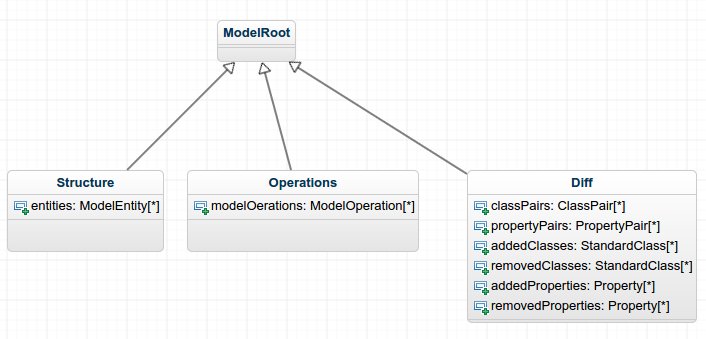 ModelRoot
Structure
entities: ModelEntity[*]
Operations
modelOerations: ModelOperation[*]
Diff
classPairs: ClassPair[*]
propertyPairs: PropertyPair[*]
addedClasses: StandardClass[*]
removedClasses: StandardClass[*]
addedProperties: Property[*]
removedProperties: Property[*]